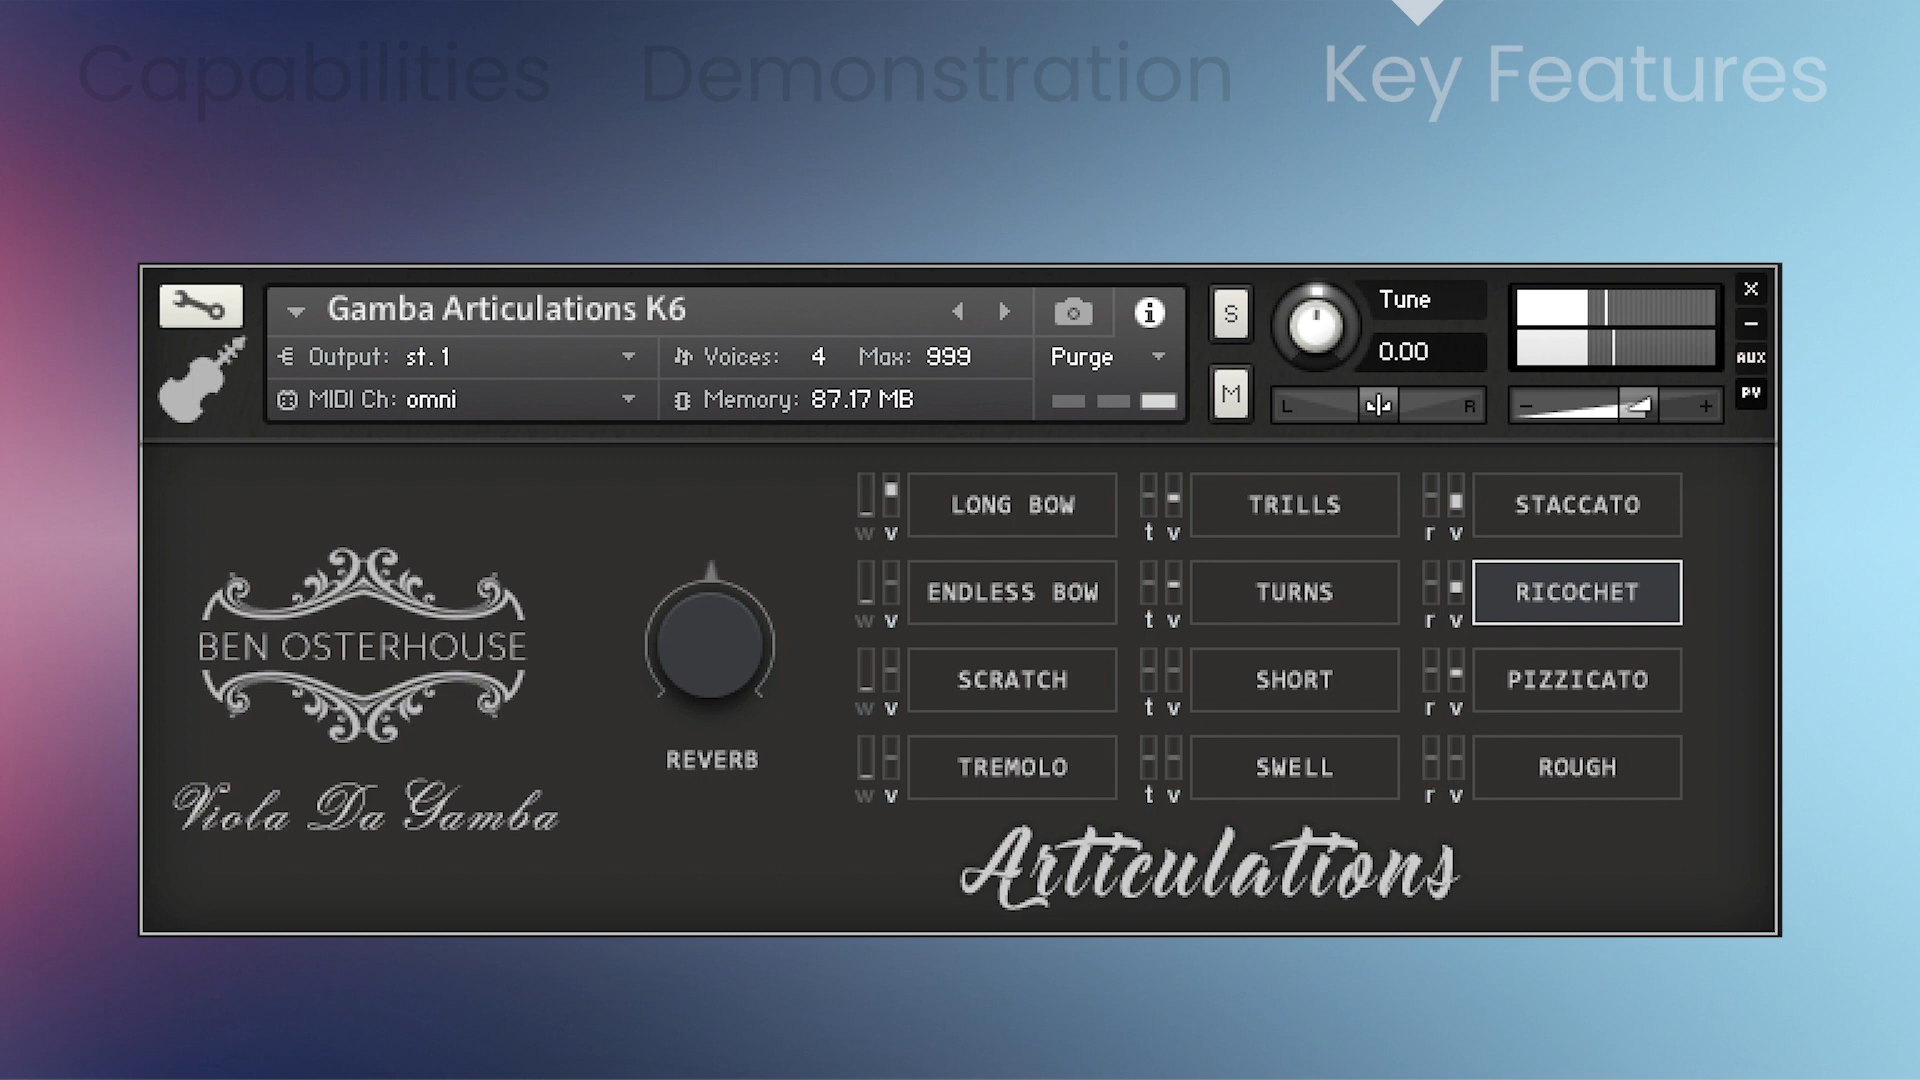 Capabilities Demonstration Key Features
Gamba Articulations K6
Output: st. 1
Voices: 4 Max: 999
Purge
MIDI Ch: omni
Memory: 87.17 MB
S
M
Tune
0.00
L R
- +
x
AUX
PV
BEN OSTERHOUSE
Viola Da Gamba
REVERB
w v LONG BOW t v TRILLS r v STACCATO
w v ENDLESS BOW t v TURNS r v RICOCHET
w v SCRATCH t v SHORT r v PIZZICATO
w v TREMOLO t v SWELL r v ROUGH
Articulations